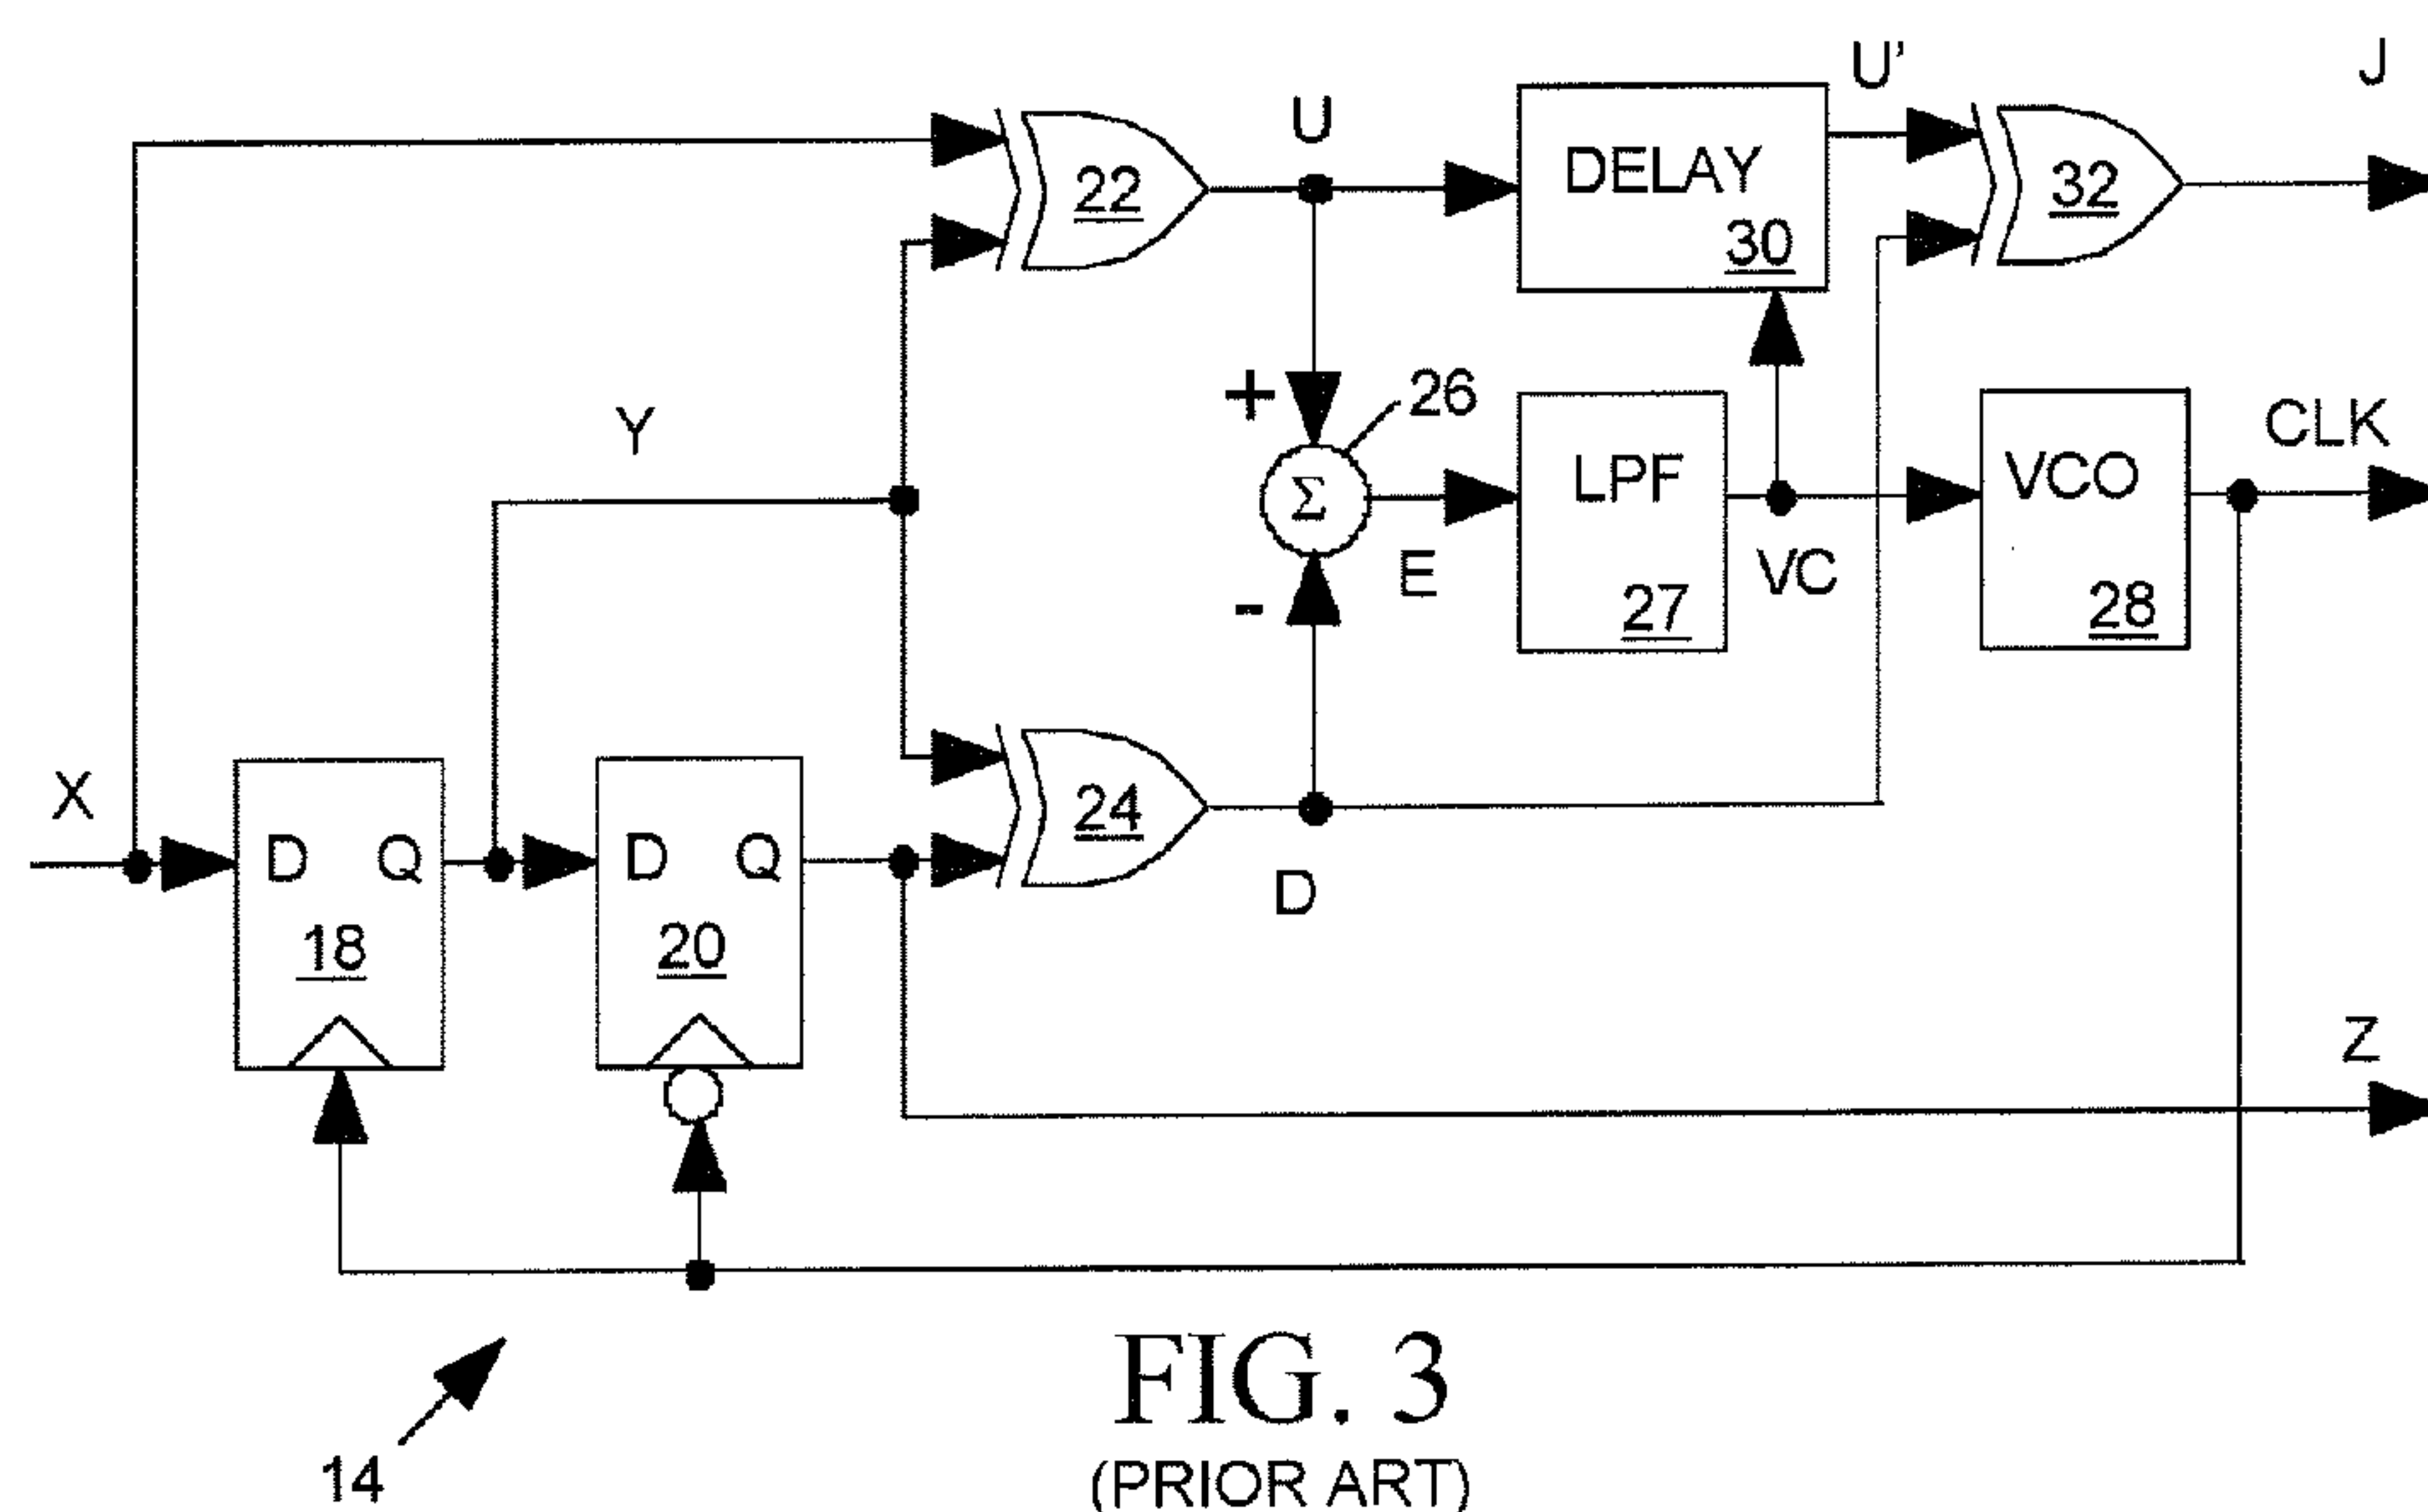 U
U'
J
22
DELAY
30
32
+
26
Y
Σ
LPF
27
VCO
28
CLK
E
VC
-
X
D Q
18
D Q
20
24
D
Z
14
FIG. 3
(PRIOR ART)